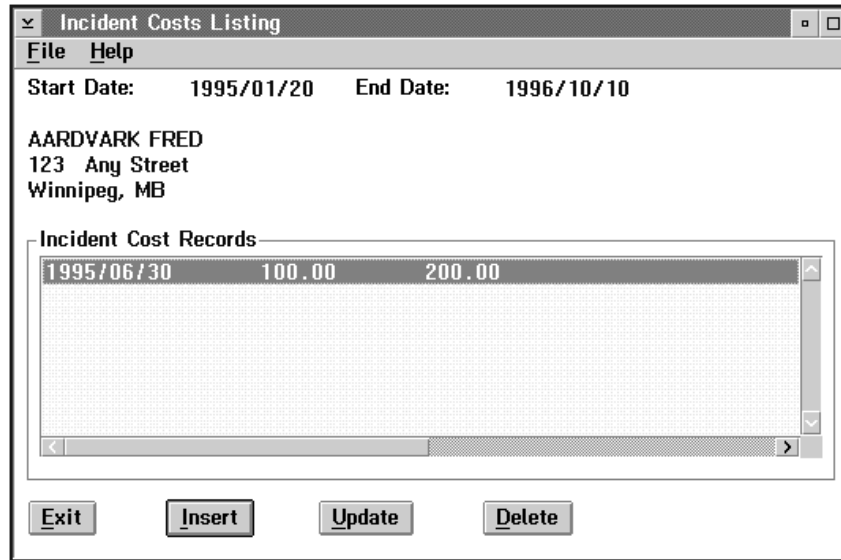 Incident Costs Listing
File Help
Start Date: 1995/01/20 End Date: 1996/10/10
AARDVARK FRED
123 Any Street
Winnipeg, MB
Incident Cost Records
1995/06/30 100.00 200.00
Exit Insert Update Delete